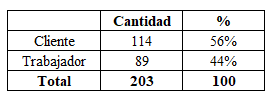 Cantidad %
Cliente 114 56%
Trabajador 89 44%
Total 203 100